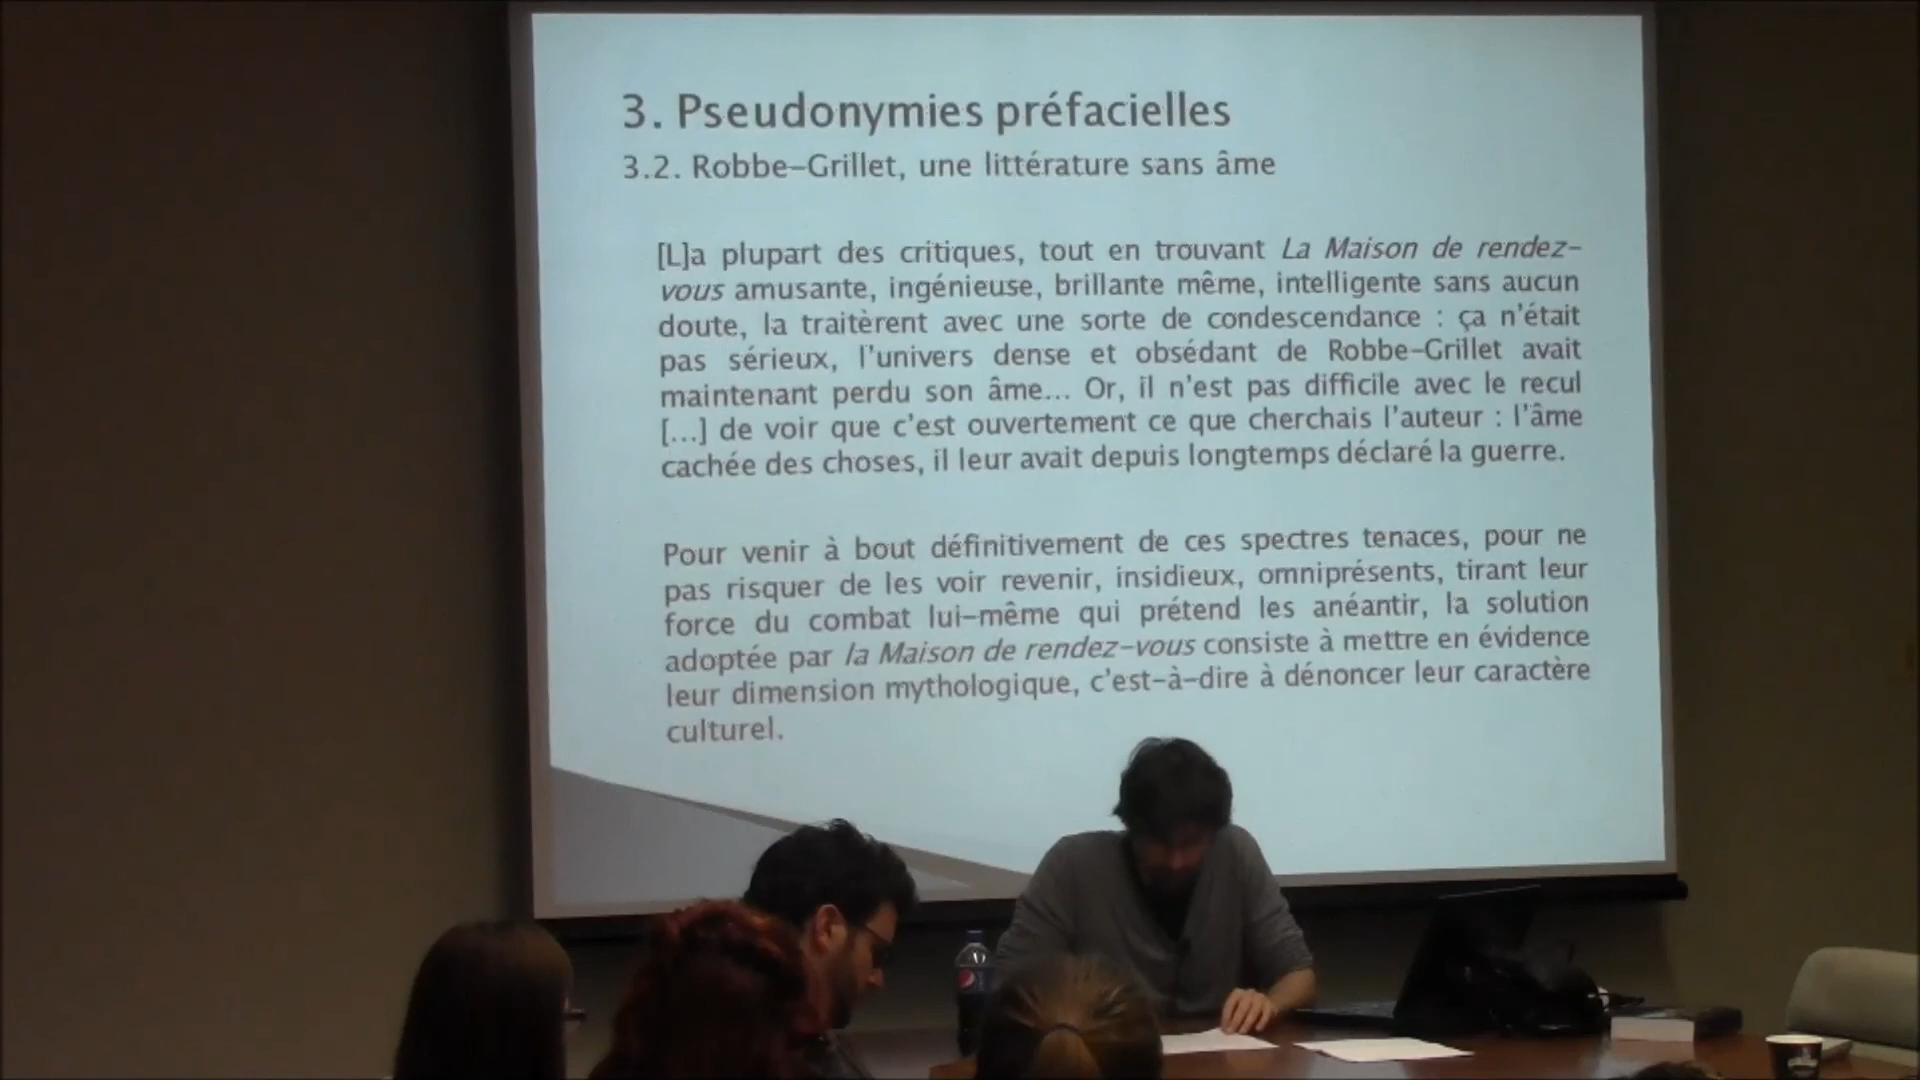 3. Pseudonymies préfacielles
3.2. Robbe-Grillet, une littérature sans âme
[L]a plupart des critiques, tout en trouvant La Maison de rendez-
vous amusante, ingénieuse, brillante même, intelligente sans aucun
doute, la traitèrent avec une sorte de condescendance : ça n'était
pas sérieux, l'univers dense et obsédant de Robbe-Grillet avait
maintenant perdu son âme... Or, il n'est pas difficile avec le recul
[...] de voir que c'est ouvertement ce que cherchais l'auteur : l'âme
cachée des choses, il leur avait depuis longtemps déclaré la guerre.
Pour venir à bout définitivement de ces spectres tenaces, pour ne
pas risquer de les voir revenir, insidieux, omniprésents, tirant leur
force du combat lui-même qui prétend les anéantir, la solution
adoptée par la Maison de rendez-vous consiste à mettre en évidence
leur dimension mythologique, c'est-à-dire à dénoncer leur caractère
culturel.